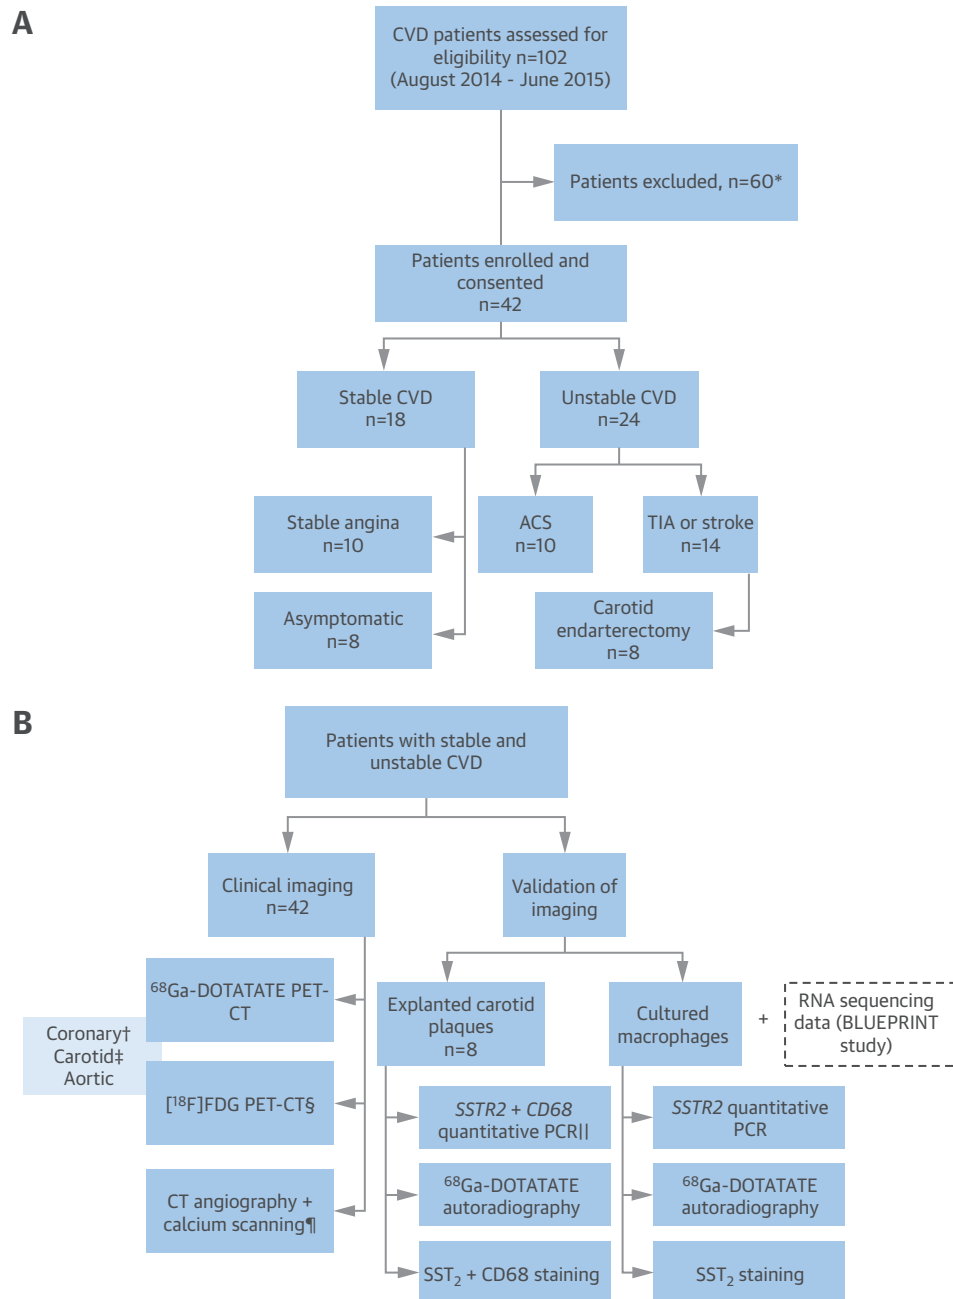 A
CVD patients assessed for
eligibility n=102
(August 2014 - June 2015)
Patients excluded, n=60*
Patients enrolled and
consented
n=42
Stable CVD
n=18
Unstable CVD
n=24
Stable angina
n=10
ACS
n=10
TIA or stroke
n=14
Asymptomatic
n=8
Carotid
endarterectomy
n=8
B
Patients with stable and
unstable CVD
Clinical imaging
n=42
Validation of
imaging
⁶⁸Ga-DOTATATE PET-
CT
Coronary†
Carotid‡
Aortic
[¹⁸F]FDG PET-CT§
CT angiography +
calcium scanning¶
Explanted carotid
plaques
n=8
Cultured
macrophages
+
RNA sequencing
data (BLUEPRINT
study)
SSTR2 + CD68
quantitative PCR||
⁶⁸Ga-DOTATATE
autoradiography
SST₂ + CD68 staining
SSTR2 quantitative
PCR
⁶⁸Ga-DOTATATE
autoradiography
SST₂ staining